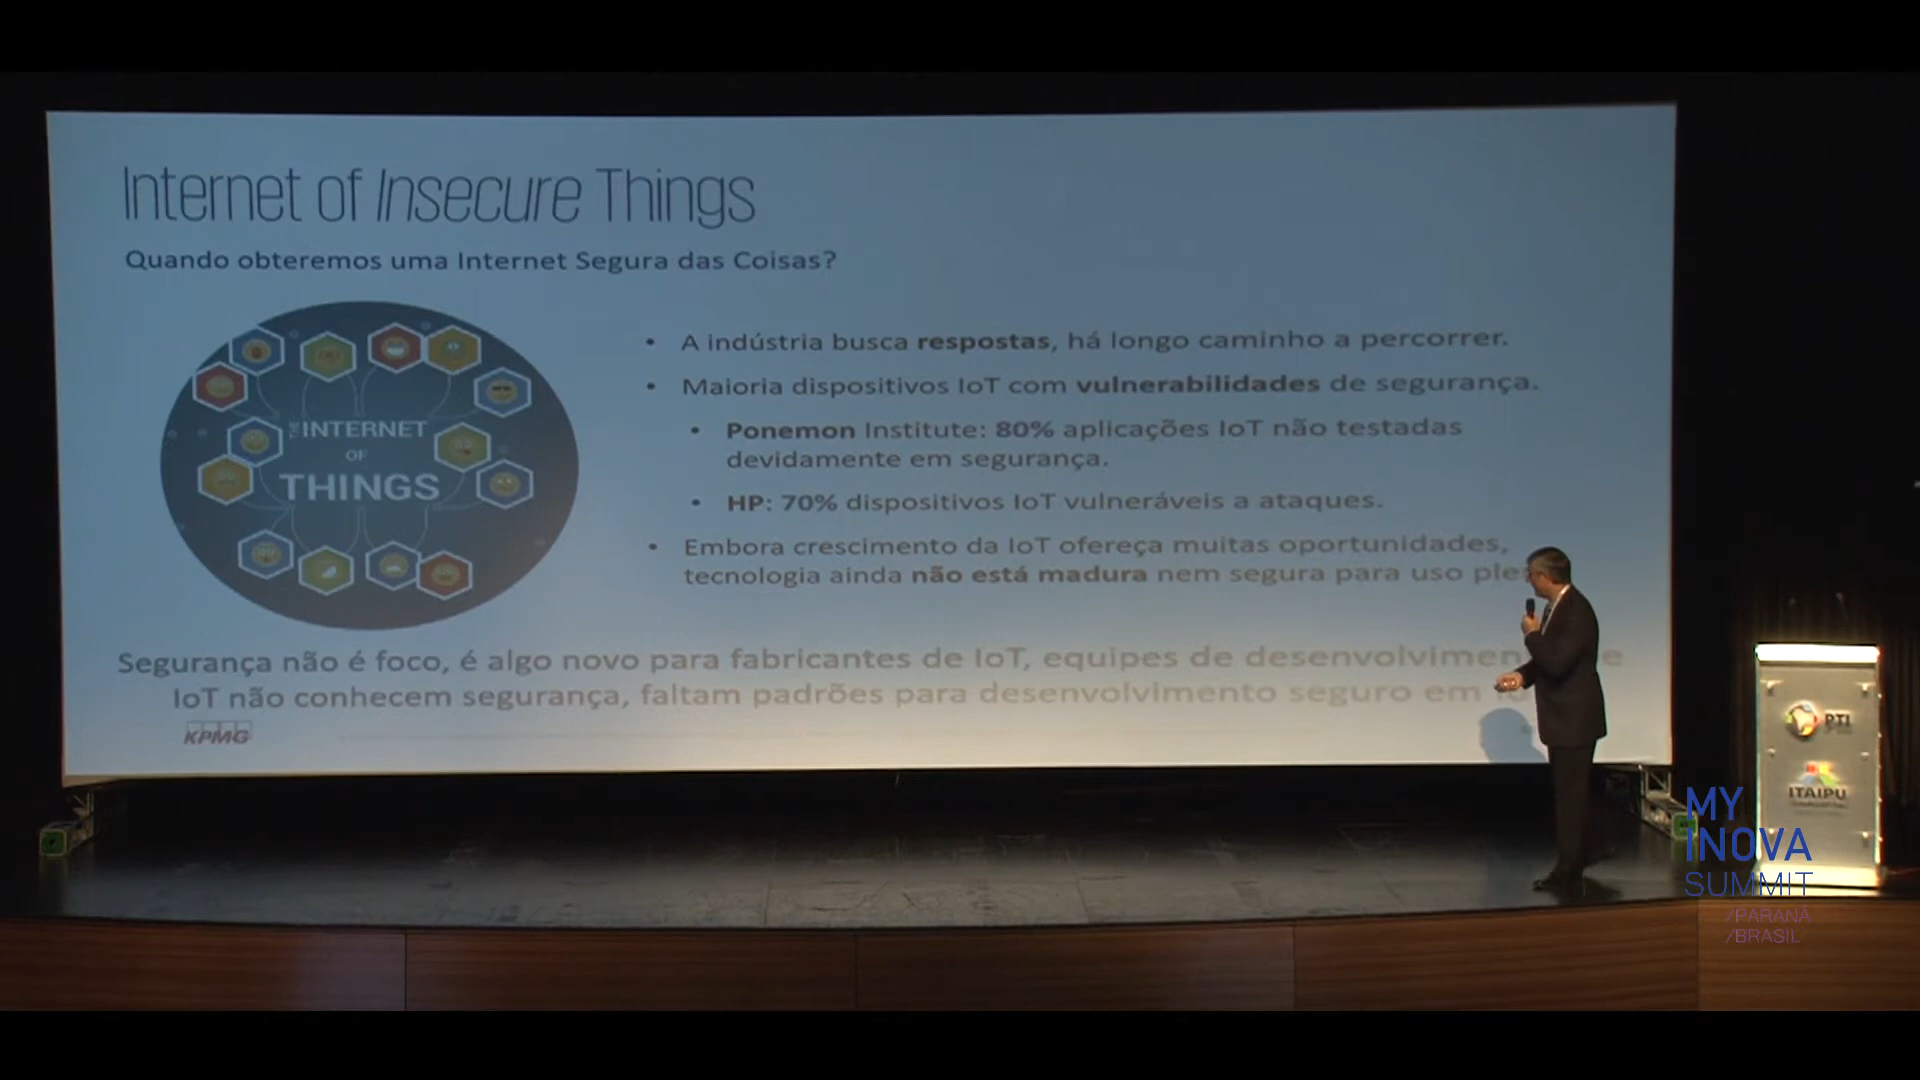 Internet of Insecure Things
Quando obteremos uma Internet Segura das Coisas?
INTERNET
OF
THINGS
• A indústria busca respostas, há longo caminho a percorrer.
• Maioria dispositivos IoT com vulnerabilidades de segurança.
• Ponemon Institute: 80% aplicações IoT não testadas
devidamente em segurança.
• HP: 70% dispositivos IoT vulneráveis a ataques.
• Embora crescimento da IoT ofereça muitas oportunidades,
tecnologia ainda não está madura nem segura para uso
Segurança não é foco, é algo novo para fabricantes de IoT, equipes de
IoT não conhecem segurança, faltam padrões para desenvolvimento seguro em
KPMG
PTI
ITAIPU
MY
INOVA
SUMMIT
/PARANÁ
/BRASIL